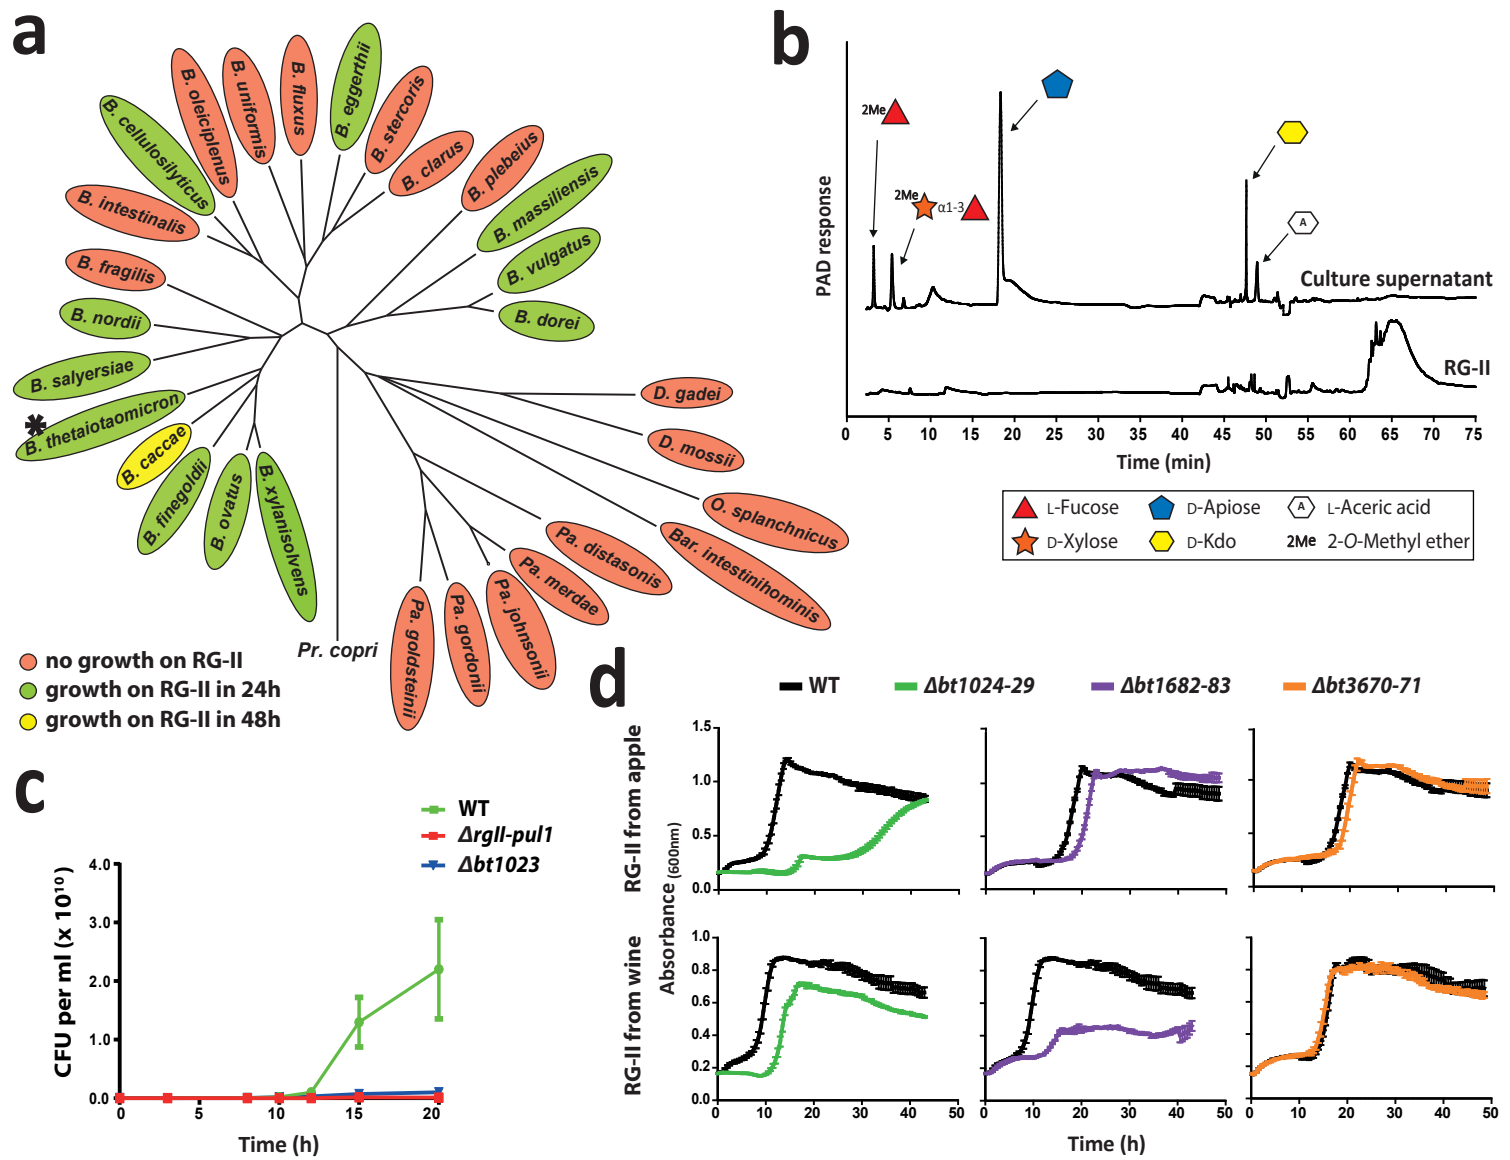 a
B. oleiciplenus
B. uniformis
B. fluxus
B. eggerthii
B. stercoris
B. clarus
B. plebeius
B. massiliensis
B. vulgatus
B. dorei
B. cellulosilyticus
B. intestinalis
B. fragilis
B. nordii
B. salyersiae
*
B. thetaiotaomicron
B. caccae
B. finegoldii
B. ovatus
B. xylanisolvens
Pr. copri
Pa. goldsteinii
Pa. gordonii
Pa. johnsonii
Pa. merdae
Pa. distasonis
Bar. intestinihominis
O. splanchnicus
D. mossii
D. gadei
no growth on RG-II
growth on RG-II in 24h
growth on RG-II in 48h
b
PAD response
2Me
2Me α1-3
A
Culture supernatant
RG-II
0 5 10 15 20 25 30 35 40 45 50 55 60 65 70 75
Time (min)
L-Fucose D-Apiose A L-Aceric acid
D-Xylose D-Kdo 2Me 2-O-Methyl ether
c
WT
Δrgll-pul1
Δbt1023
CFU per ml (x 10¹⁰)
4.0
3.0
2.0
1.0
0.0
0 5 10 15 20
Time (h)
d
WT Δbt1024-29 Δbt1682-83 Δbt3670-71
RG-II from apple
1.5
1.0
0.5
0.0
Absorbance (600nm)
RG-II from wine
1.0
0.8
0.6
0.4
0.2
0.0
0 10 20 30 40 50
0 10 20 30 40 50
0 10 20 30 40 50
Time (h)